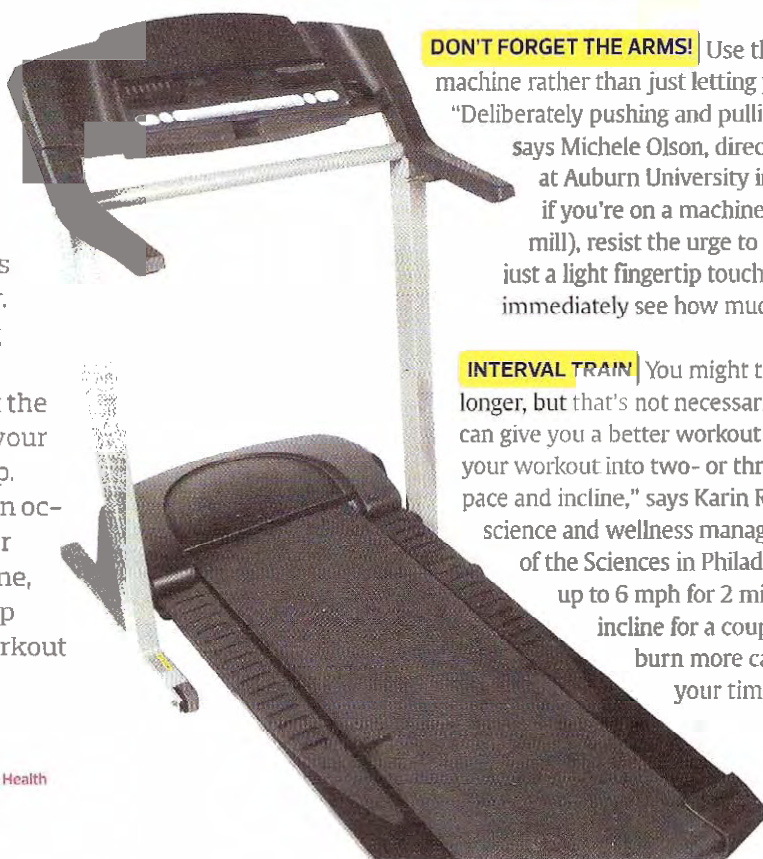 s
.
the
your
p.
n oc-
r
ne,
p
rkout
Health
DON'T FORGET THE ARMS! Use th
machine rather than just letting y
"Deliberately pushing and pulli
says Michele Olson, direc
at Auburn University i
if you're on a machine
mill), resist the urge to
just a light fingertip touch
immediately see how muc
INTERVAL TRAIN You might t
longer, but that's not necessar
can give you a better workout
your workout into two- or thr
pace and incline," says Karin R
science and wellness manag
of the Sciences in Philad
up to 6 mph for 2 mi
incline for a coup
burn more ca
your tim